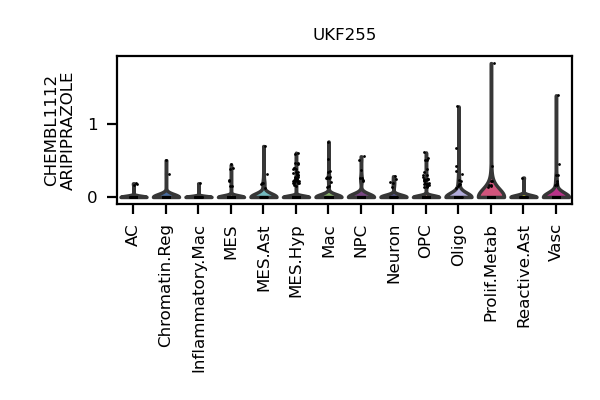 UKF255
CHEMBL1112
ARIPIPRAZOLE
1
0
AC
Chromatin.Reg
Inflammatory.Mac
MES
MES.Ast
MES.Hyp
Mac
NPC
Neuron
OPC
Oligo
Prolif.Metab
Reactive.Ast
Vasc